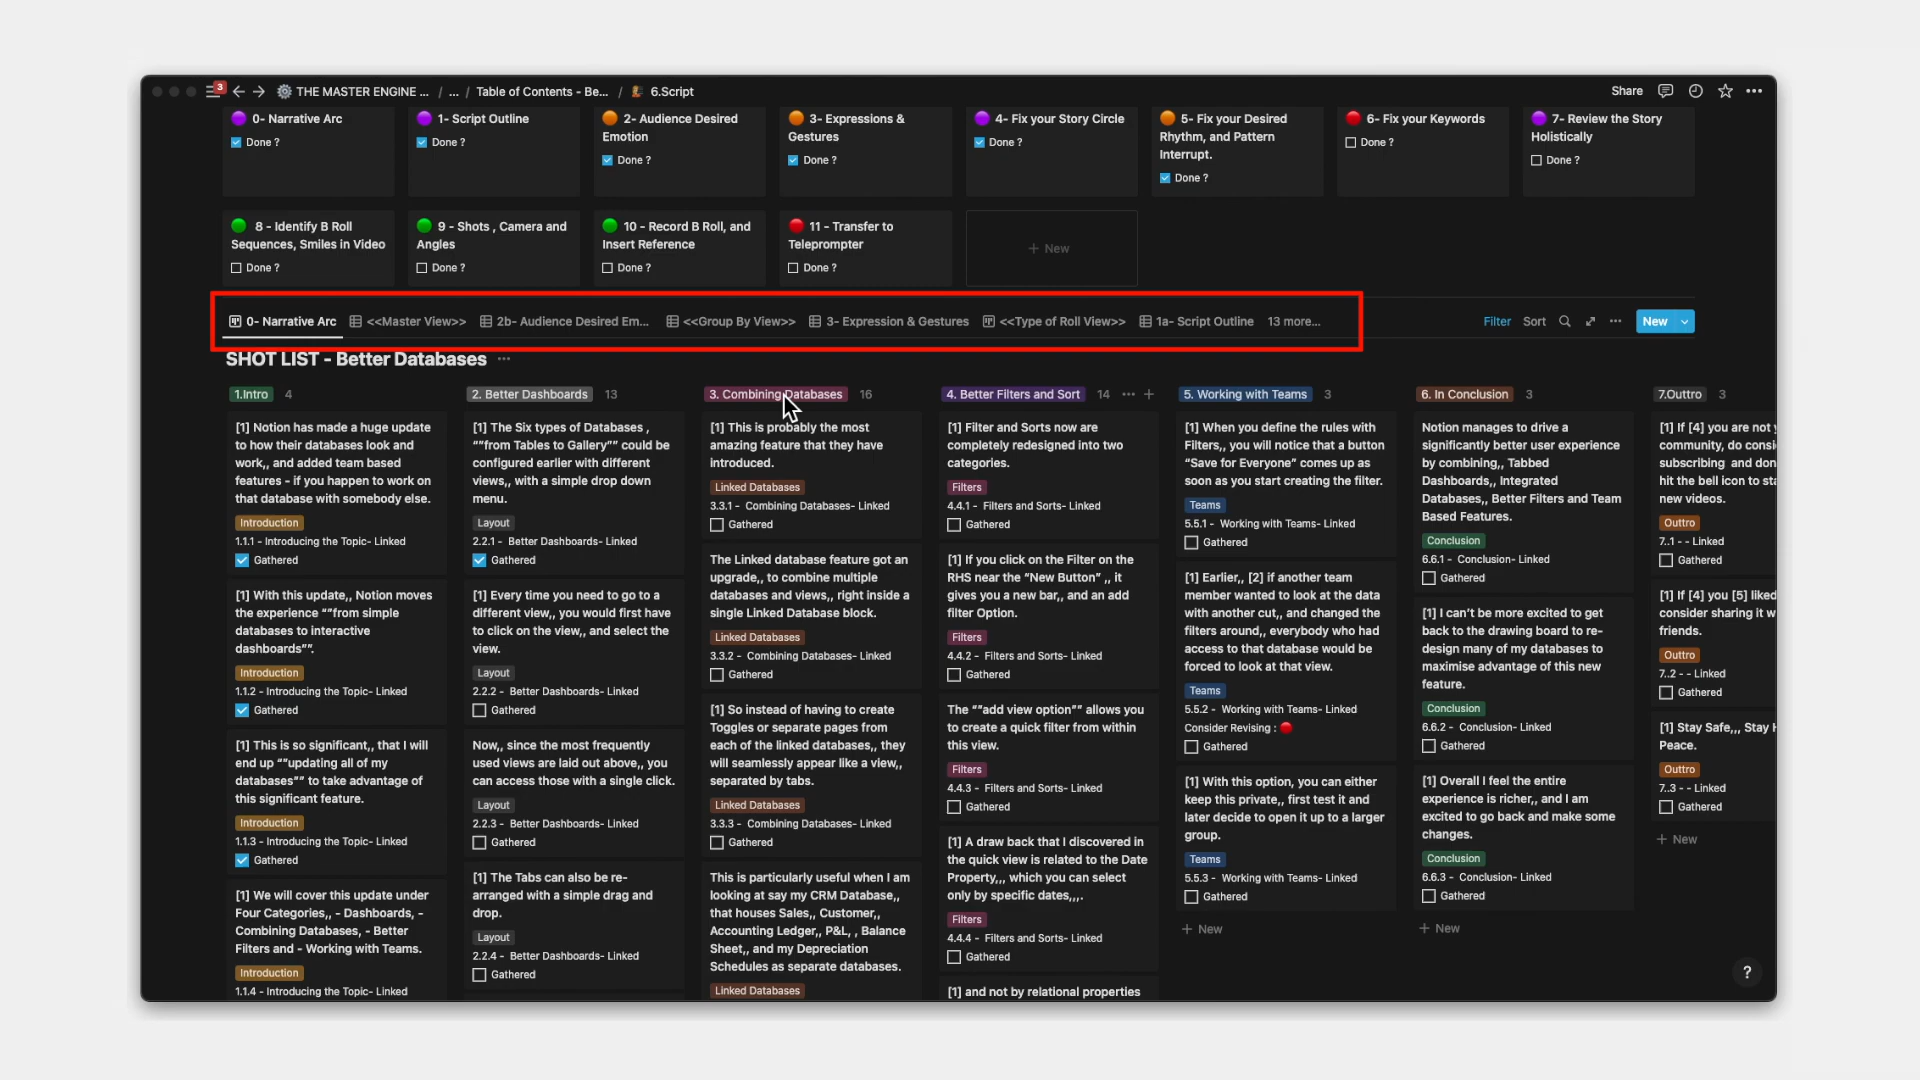 3
THE MASTER ENGINE ... / ... / Table of Contents - Be... / 6.Script
Share
0- Narrative Arc
Done ?
1- Script Outline
Done ?
2- Audience Desired
Emotion
Done ?
3- Expressions &
Gestures
Done ?
4- Fix your Story Circle
Done ?
5- Fix your Desired
Rhythm, and Pattern
Interrupt.
Done ?
6- Fix your Keywords
Done ?
7- Review the Story
Holistically
Done ?
8 - Identify B Roll
Sequences, Smiles in Video
Done ?
9 - Shots , Camera and
Angles
Done ?
10 - Record B Roll, and
Insert Reference
Done ?
11 - Transfer to
Teleprompter
Done ?
+ New
0- Narrative Arc <<Master View>> 2b- Audience Desired Em... <<Group By View>> 3- Expression & Gestures <<Type of Roll View>> 1a- Script Outline 13 more...
Filter Sort ... New
SHOT LIST - Better Databases ...
1.Intro 4
[1] Notion has made a huge update
to how their databases look and
work,, and added team based
features - if you happen to work on
that database with somebody else.
Introduction
1.1.1 - Introducing the Topic- Linked
Gathered
[1] With this update,, Notion moves
the experience “"from simple
databases to interactive
dashboards"”.
Introduction
1.1.2 - Introducing the Topic- Linked
Gathered
[1] This is so significant,, that I will
end up “"updating all of my
databases"” to take advantage of
this significant feature.
Introduction
1.1.3 - Introducing the Topic- Linked
Gathered
[1] We will cover this update under
Four Categories,, - Dashboards, -
Combining Databases, - Better
Filters and - Working with Teams.
Introduction
1.1.4 - Introducing the Topic- Linked
2. Better Dashboards 13
[1] The Six types of Databases ,
“"from Tables to Gallery"” could be
configured earlier with different
views,, with a simple drop down
menu.
Layout
2.2.1 - Better Dashboards- Linked
Gathered
[1] Every time you need to go to a
different view,, you would first have
to click on the view,, and select the
view.
Layout
2.2.2 - Better Dashboards- Linked
Gathered
Now,, since the most frequently
used views are laid out above,, you
can access those with a single click.
Layout
2.2.3 - Better Dashboards- Linked
Gathered
[1] The Tabs can also be re-
arranged with a simple drag and
drop.
Layout
2.2.4 - Better Dashboards- Linked
Gathered
3. Combining Databases 16
[1] This is probably the most
amazing feature that they have
introduced.
Linked Databases
3.3.1 - Combining Databases- Linked
Gathered
The Linked database feature got an
upgrade,, to combine multiple
databases and views,, right inside a
single Linked Database block.
Linked Databases
3.3.2 - Combining Databases- Linked
Gathered
[1] So instead of having to create
Toggles or separate pages from
each of the linked databases,, they
will seamlessly appear like a view,,
separated by tabs.
Linked Databases
3.3.3 - Combining Databases- Linked
Gathered
This is particularly useful when I am
looking at say my CRM Database,,
that houses Sales,, Customer,,
Accounting Ledger,, P&L, , Balance
Sheet,, and my Depreciation
Schedules as separate databases.
Linked Databases
4. Better Filters and Sort 14 ... +
[1] Filter and Sorts now are
completely redesigned into two
categories.
Filters
4.4.1 - Filters and Sorts- Linked
Gathered
[1] If you click on the Filter on the
RHS near the “New Button” ,, it
gives you a new bar,, and an add
filter Option.
Filters
4.4.2 - Filters and Sorts- Linked
Gathered
The “"add view option"” allows you
to create a quick filter from within
this view.
Filters
4.4.3 - Filters and Sorts- Linked
Gathered
[1] A draw back that I discovered in
the quick view is related to the Date
Property,,, which you can select
only by specific dates,,,.
Filters
4.4.4 - Filters and Sorts- Linked
Gathered
[1] and not by relational properties
5. Working with Teams 3
[1] When you define the rules with
Filters,, you will notice that a button
“Save for Everyone” comes up as
soon as you start creating the filter.
Teams
5.5.1 - Working with Teams- Linked
Gathered
[1] Earlier,, [2] if another team
member wanted to look at the data
with another cut,, and changed the
filters around,, everybody who had
access to that database would be
forced to look at that view.
Teams
5.5.2 - Working with Teams- Linked
Consider Revising :
Gathered
[1] With this option, you can either
keep this private,, first test it and
later decide to open it up to a larger
group.
Teams
5.5.3 - Working with Teams- Linked
Gathered
+ New
6. In Conclusion 3
Notion manages to drive a
significantly better user experience
by combining,, Tabbed
Dashboards,, Integrated
Databases,, Better Filters and Team
Based Features.
Conclusion
6.6.1 - Conclusion- Linked
Gathered
[1] I can't be more excited to get
back to the drawing board to re-
design many of my databases to
maximise advantage of this new
feature.
Conclusion
6.6.2 - Conclusion- Linked
Gathered
[1] Overall I feel the entire
experience is richer,, and I am
excited to go back and make some
changes.
Conclusion
6.6.3 - Conclusion- Linked
Gathered
+ New
7.Outtro 3
[1] If [4] you are not
community, do consi
subscribing and don
hit the bell icon to sta
new videos.
Outtro
7..1 - - Linked
Gathered
[1] If [4] you [5] liked
consider sharing it w
friends.
Outtro
7..2 - - Linked
Gathered
[1] Stay Safe,,, Stay H
Peace.
Outtro
7..3 - - Linked
Gathered
+ New
?